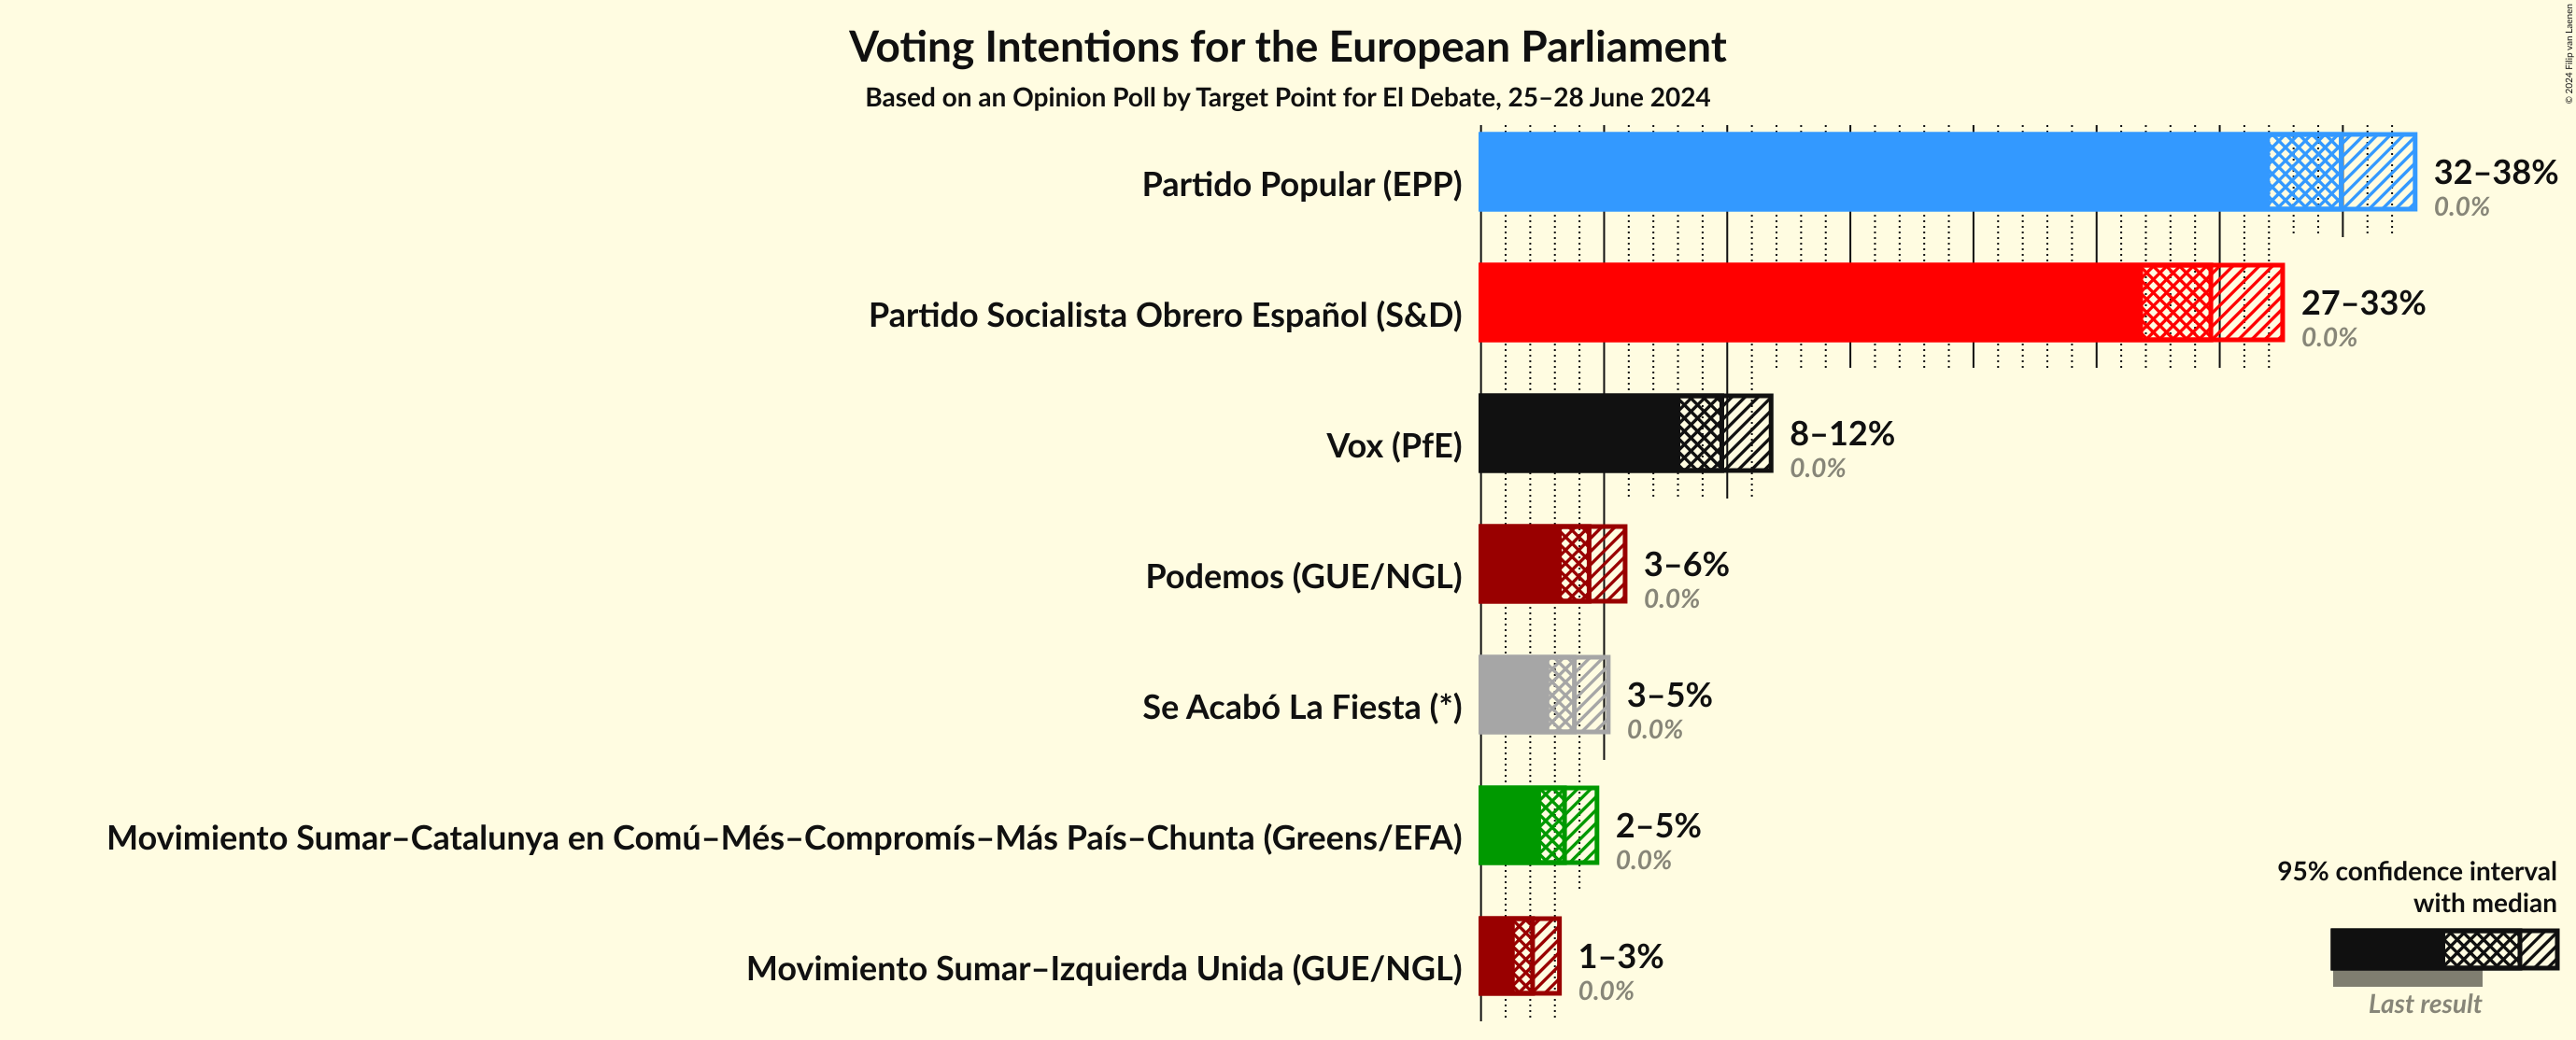 Voting Intentions for the European Parliament
Based on an Opinion Poll by Target Point for El Debate, 25–28 June 2024
© 2024 Filip van Laenen
Partido Popular (EPP)
32–38%
0.0%
Partido Socialista Obrero Español (S&D)
27–33%
0.0%
Vox (PfE)
8–12%
0.0%
Podemos (GUE/NGL)
3–6%
0.0%
Se Acabó La Fiesta (*)
3–5%
0.0%
Movimiento Sumar–Catalunya en Comú–Més–Compromís–Más País–Chunta (Greens/EFA)
2–5%
0.0%
Movimiento Sumar–Izquierda Unida (GUE/NGL)
1–3%
0.0%
95% confidence interval
with median
Last result